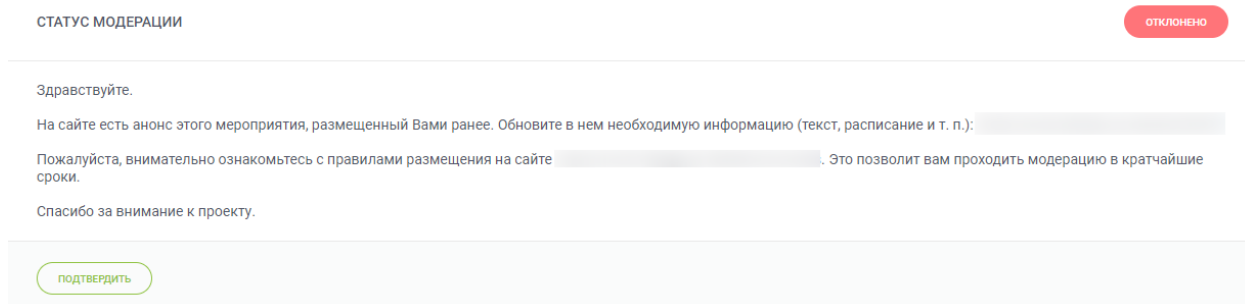 СТАТУС МОДЕРАЦИИ
ОТКЛОНЕНО
Здравствуйте.
На сайте есть анонс этого мероприятия, размещенный Вами ранее. Обновите в нем необходимую информацию (текст, расписание и т. п.):
Пожалуйста, внимательно ознакомьтесь с правилами размещения на сайте . Это позволит вам проходить модерацию в кратчайшие
сроки.
Спасибо за внимание к проекту.
ПОДТВЕРДИТЬ